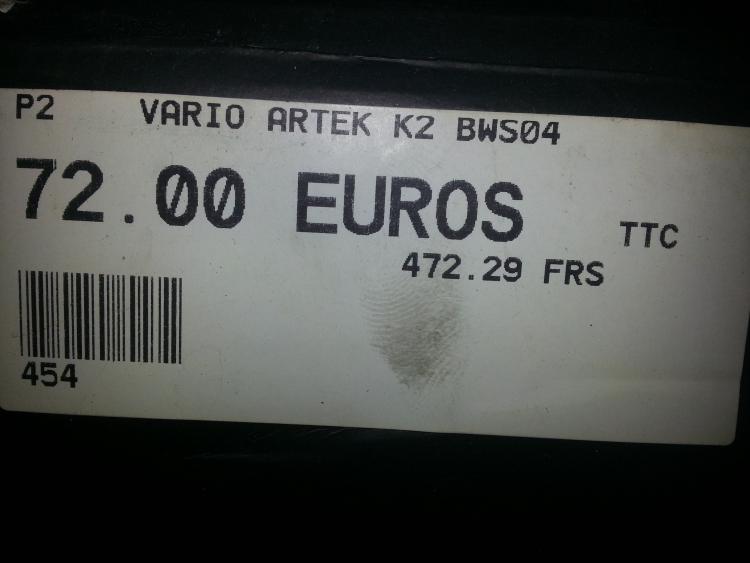 P2 VARIO ARTEK K2 BWS04
72.00 EUROS TTC
472.29 FRS
454